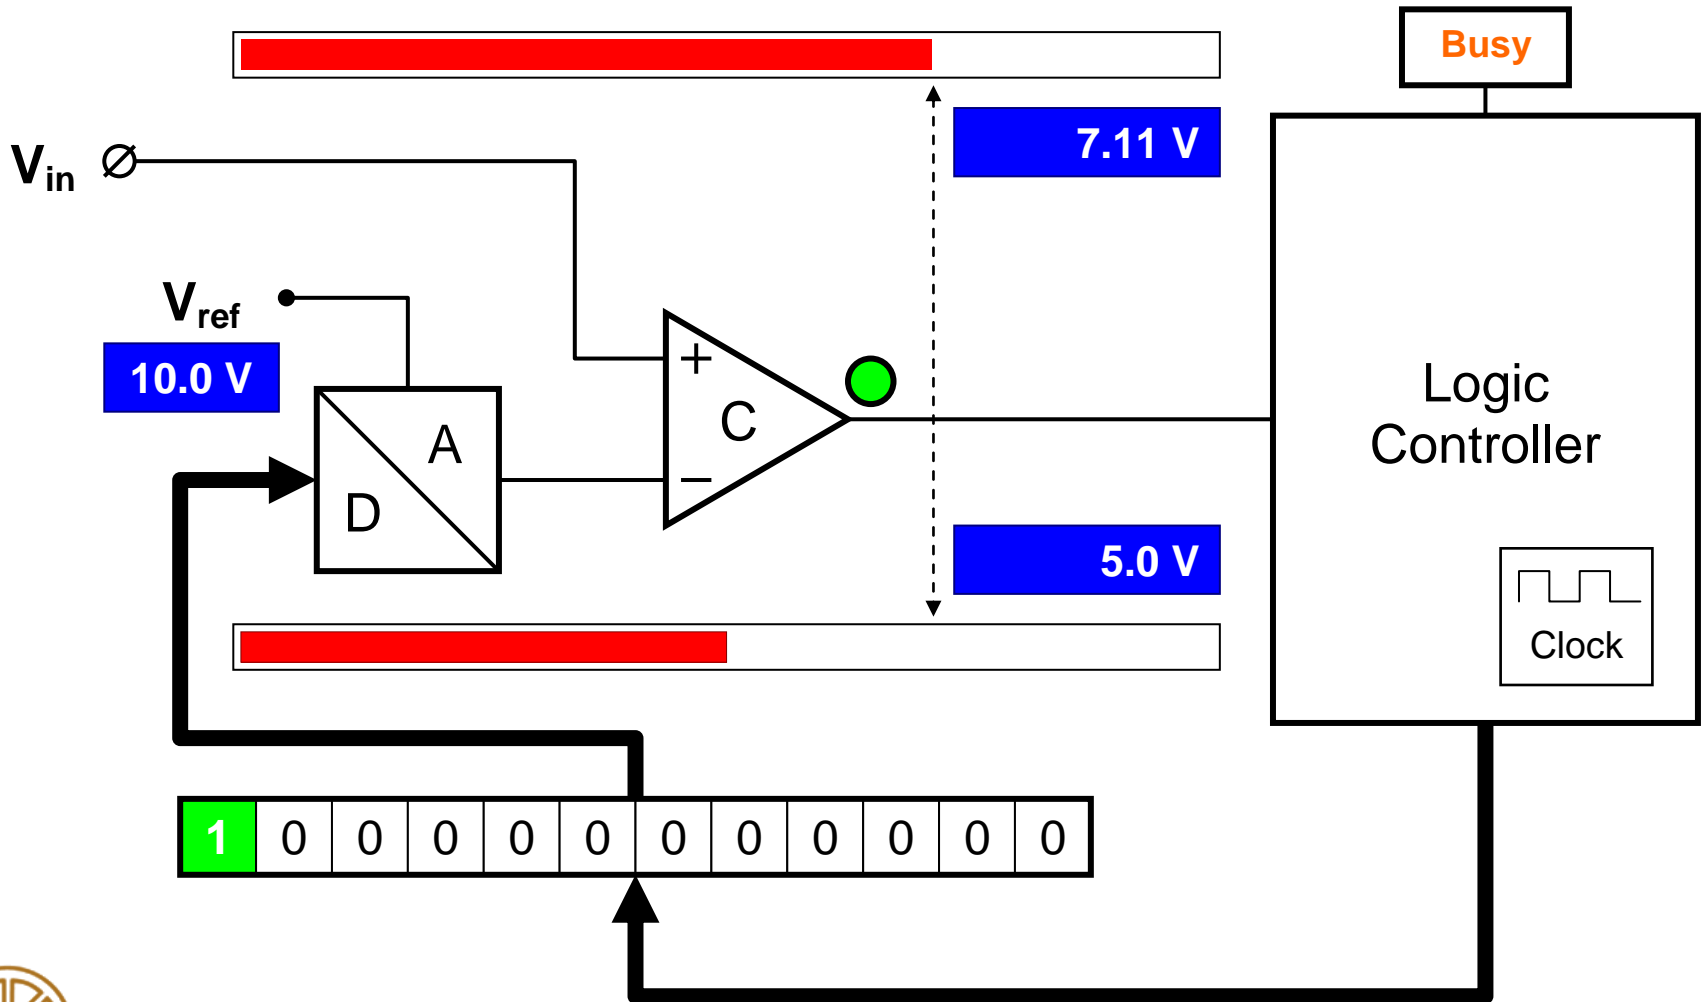 Busy
7.11 V
Vin
Vref
10.0 V
+
A
C
D
−
Logic
Controller
5.0 V
Clock
1 0 0 0 0 0 0 0 0 0 0 0